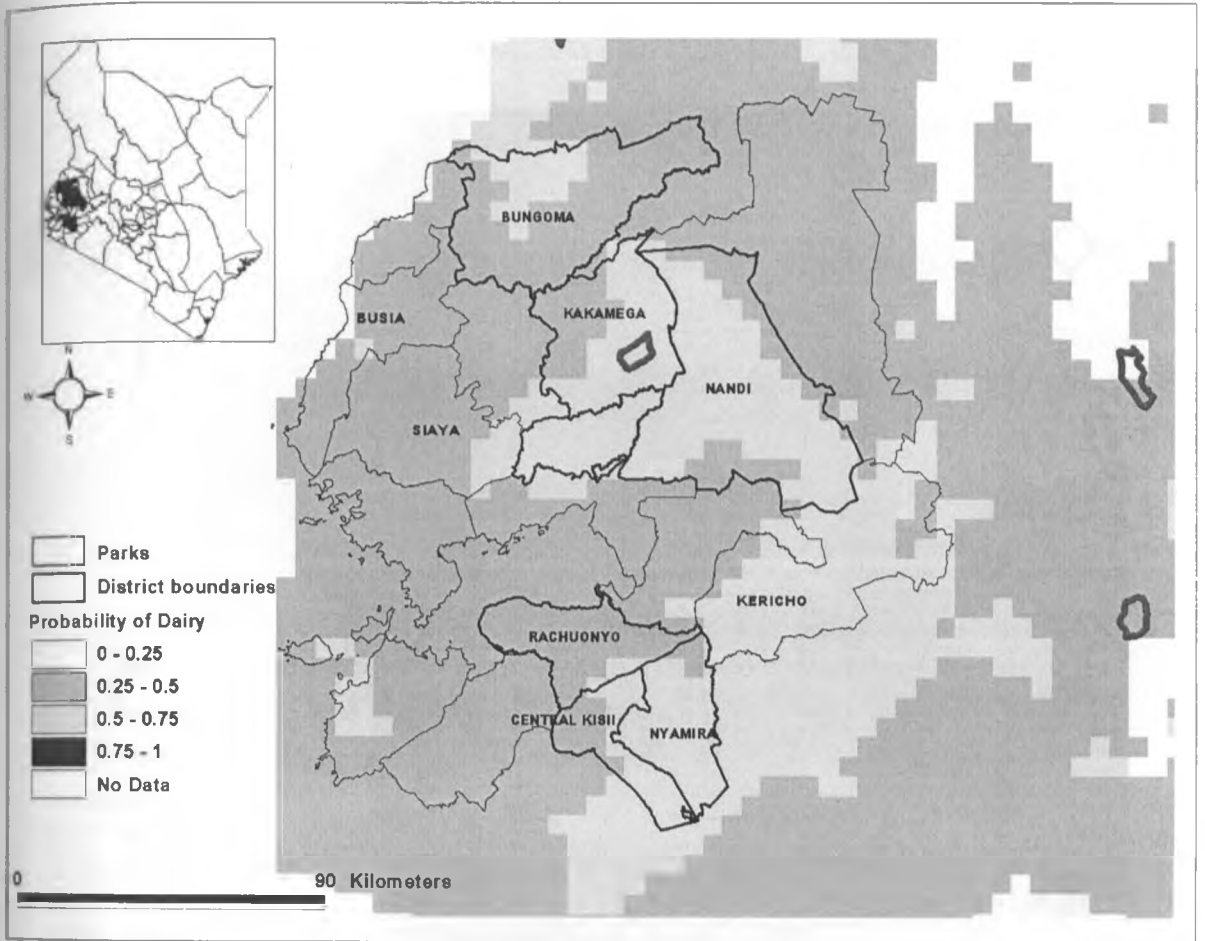 BUNGOMA
BUSIA
KAKAMEGA
NANDI
SIAYA
KERICHO
RACHUONYO
CENTRAL KISII
NYAMIRA
N
W
E
S
Parks
District boundaries
Probability of Dairy
0 - 0.25
0.25 - 0.5
0.5 - 0.75
0.75 - 1
No Data
0
90 Kilometers